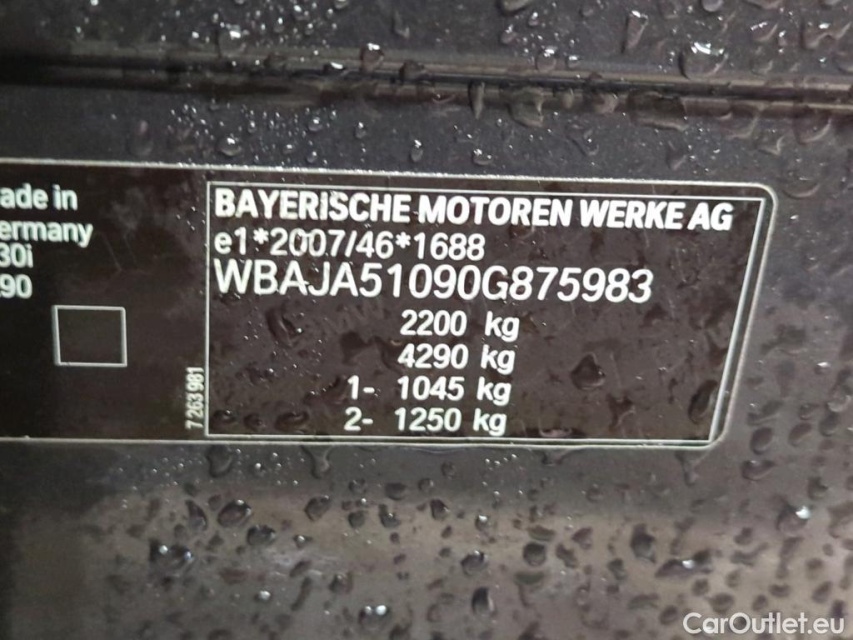 ade in
ermany
30i
90
7 263 981
BAYERISCHE MOTOREN WERKE AG
e1*2007/46*1688
WBAJA51090G875983
2200 kg
4290 kg
1- 1045 kg
2- 1250 kg
CarOutlet.eu